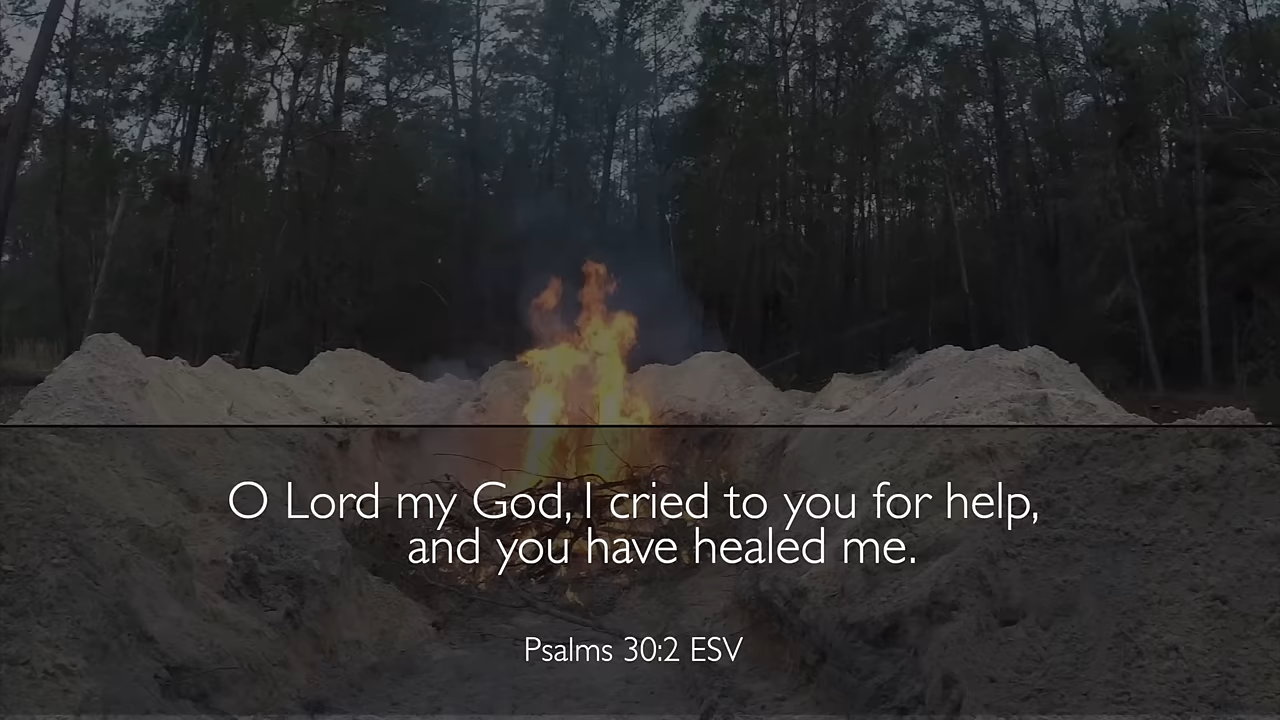 O Lord my God, I cried to you for help,
and you have healed me.
Psalms 30:2 ESV